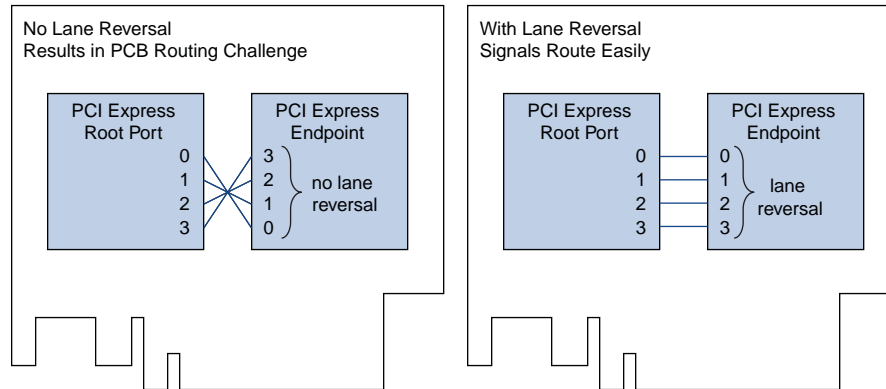 No Lane Reversal
Results in PCB Routing Challenge
PCI Express
Root Port
0
1
2
3
PCI Express
Endpoint
3
2
1
0
no lane
reversal
With Lane Reversal
Signals Route Easily
PCI Express
Root Port
0
1
2
3
PCI Express
Endpoint
0
1
2
3
lane
reversal